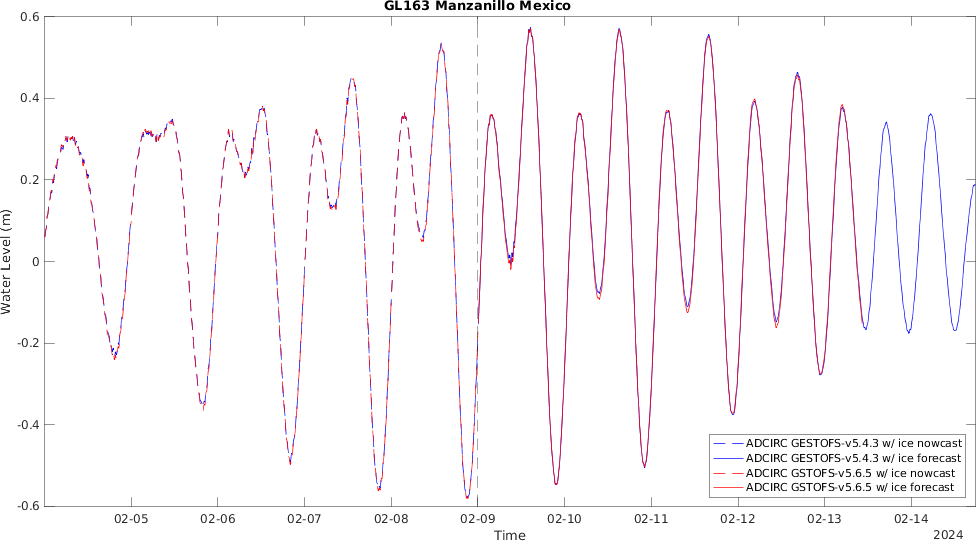 GL163 Manzanillo Mexico
0.6
0.4
0.2
0
-0.2
-0.4
-0.6
Water Level (m)
02-05 02-06 02-07 02-08 02-09 02-10 02-11 02-12 02-13 02-14
Time
2024
ADCIRC GESTOFS-v5.4.3 w/ ice nowcast
ADCIRC GESTOFS-v5.4.3 w/ ice forecast
ADCIRC GSTOFS-v5.6.5 w/ ice nowcast
ADCIRC GSTOFS-v5.6.5 w/ ice forecast